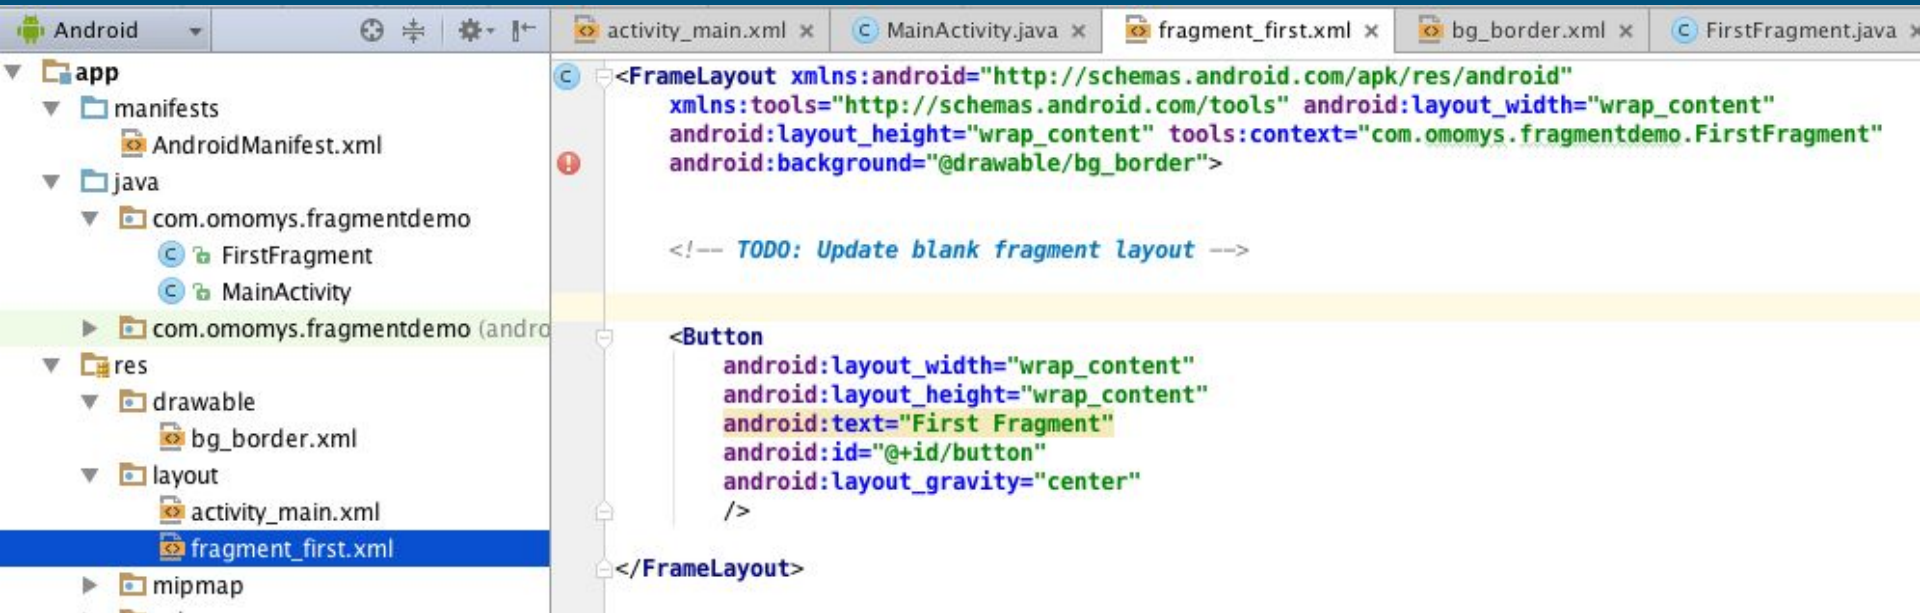 Android
activity_main.xml
MainActivity.java
fragment_first.xml
bg_border.xml
FirstFragment.java
app
manifests
AndroidManifest.xml
java
com.omomys.fragmentdemo
FirstFragment
MainActivity
com.omomys.fragmentdemo (andro
res
drawable
bg_border.xml
layout
activity_main.xml
fragment_first.xml
mipmap
<FrameLayout xmlns:android="http://schemas.android.com/apk/res/android"
xmlns:tools="http://schemas.android.com/tools" android:layout_width="wrap_content"
android:layout_height="wrap_content" tools:context="com.omomys.fragmentdemo.FirstFragment"
android:background="@drawable/bg_border">
<!-- TODO: Update blank fragment layout -->
<Button
android:layout_width="wrap_content"
android:layout_height="wrap_content"
android:text="First Fragment"
android:id="@+id/button"
android:layout_gravity="center"
/>
</FrameLayout>